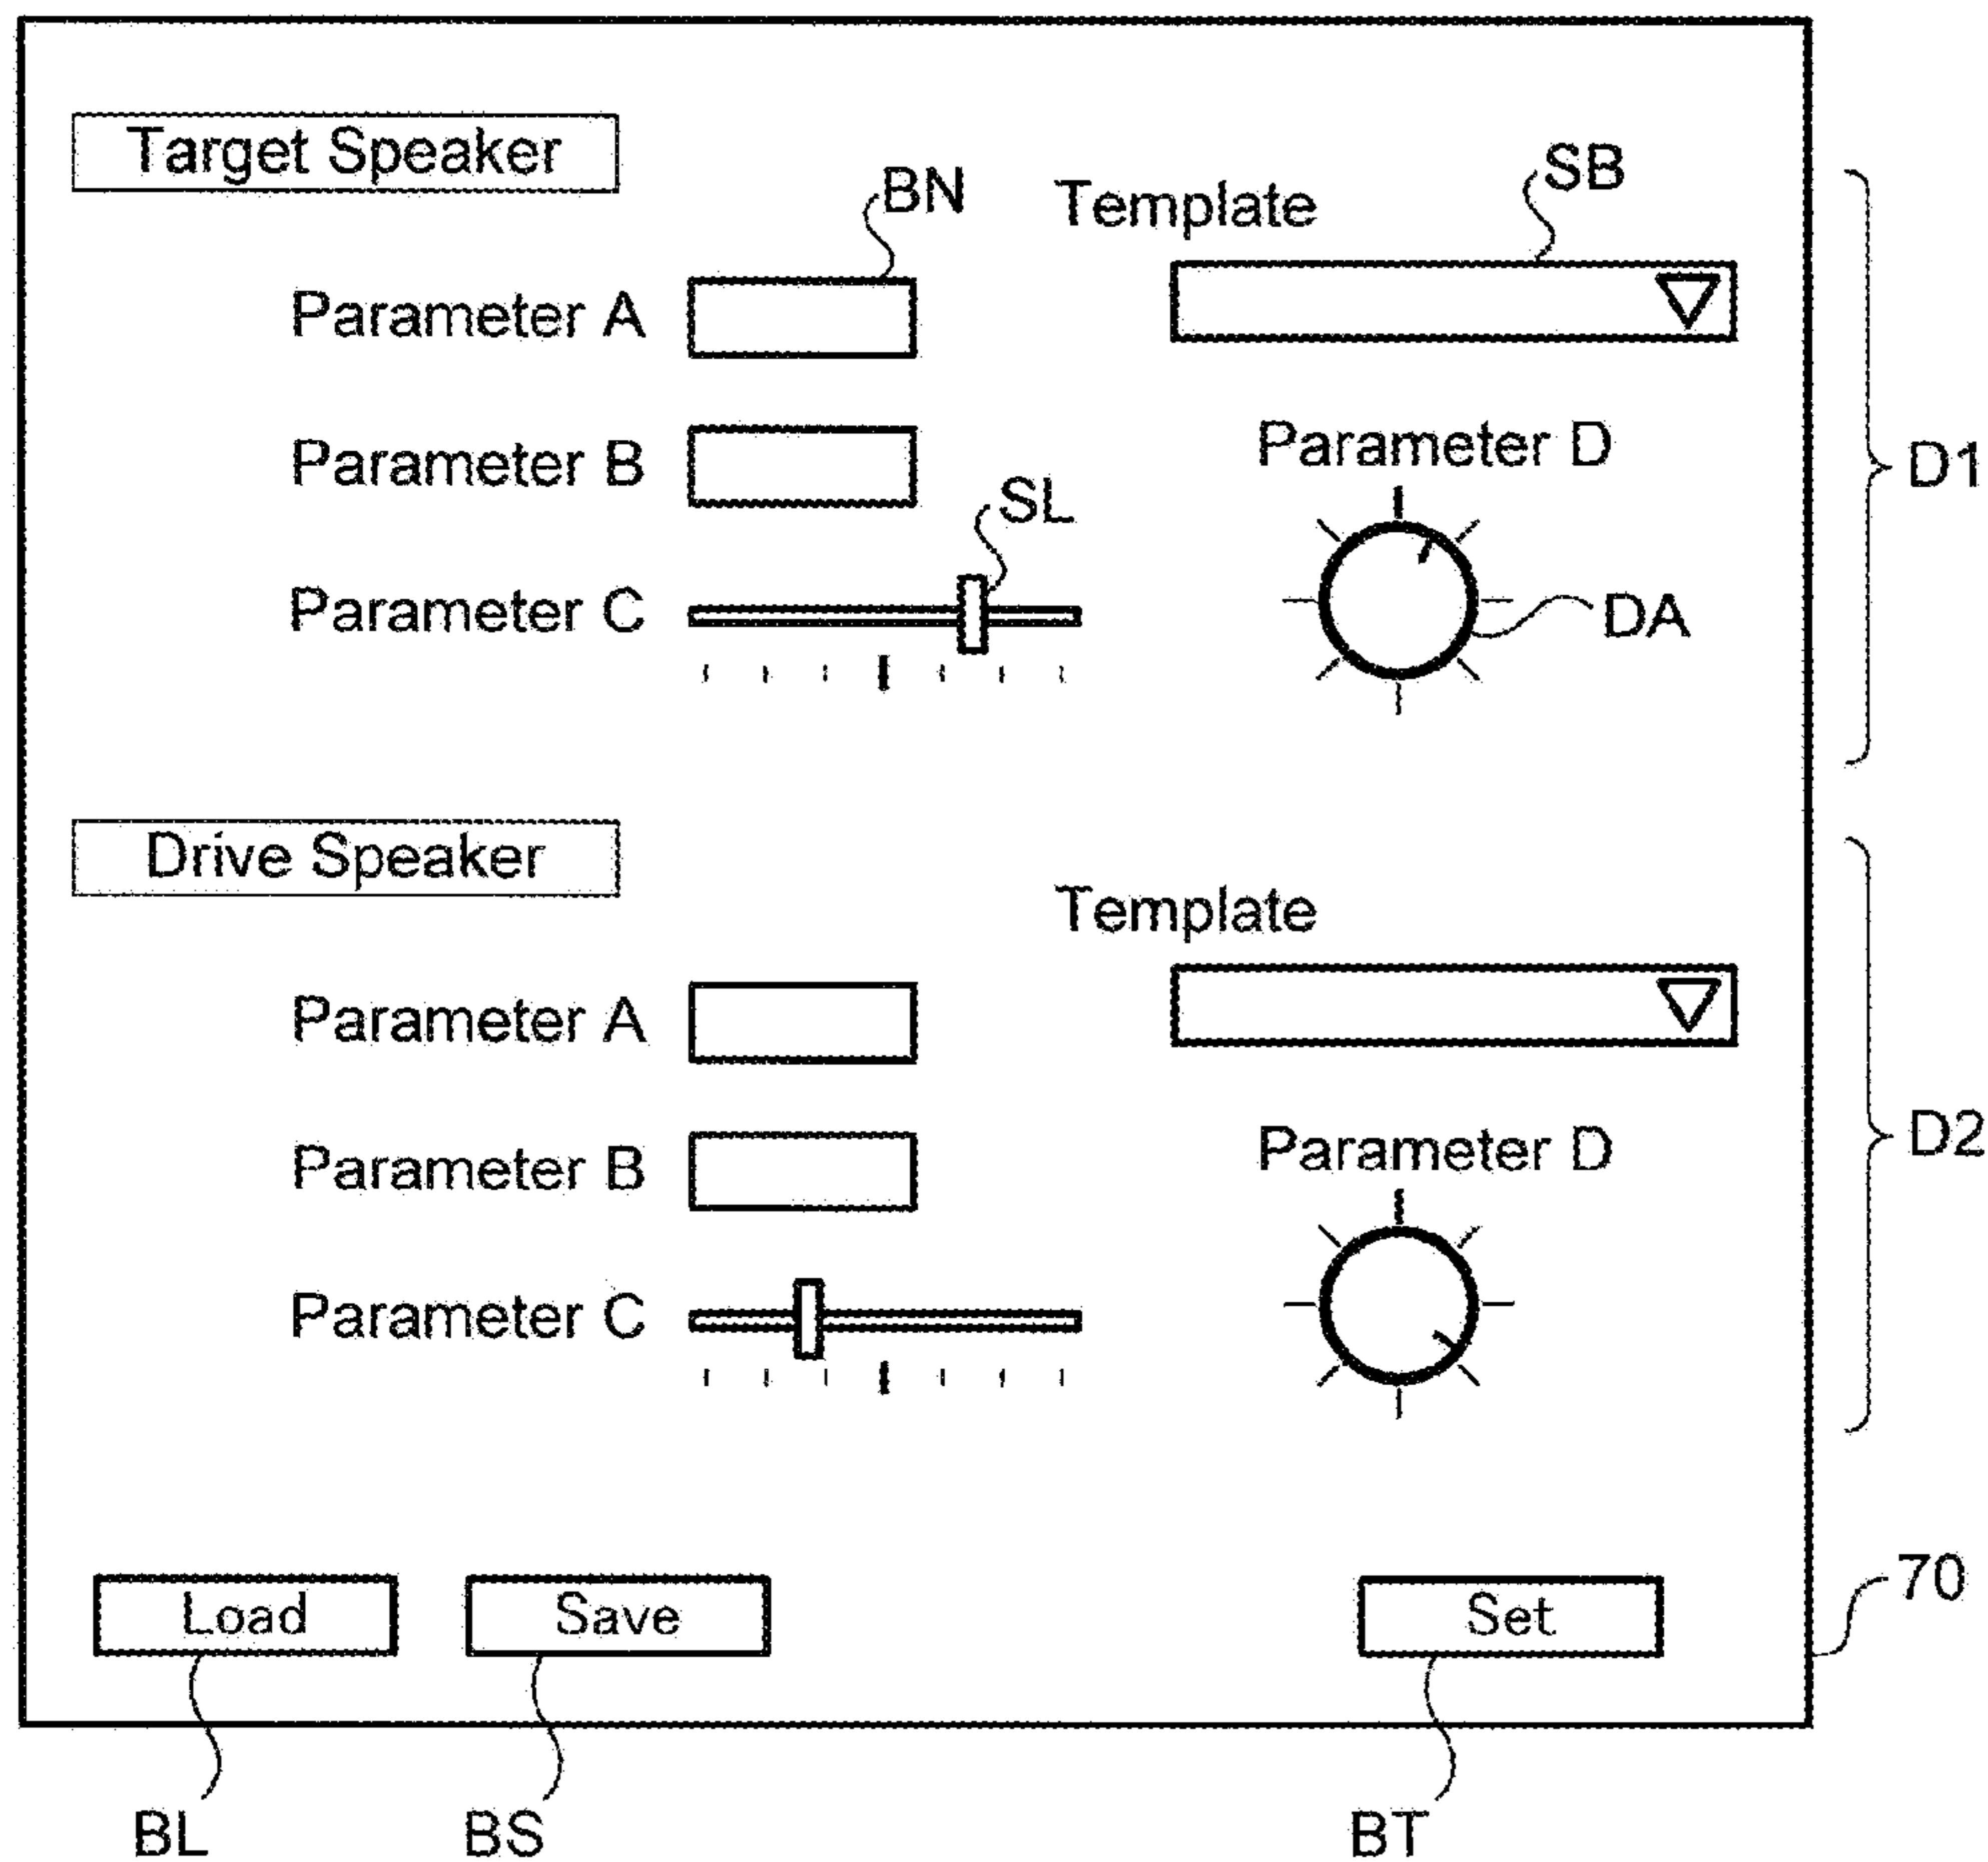 Target Speaker
BN
Template
SB
Parameter A
Parameter B
Parameter D
D1
SL
Parameter C
DA
Drive Speaker
Template
Parameter A
Parameter B
Parameter D
D2
Parameter C
Load
Save
Set
70
BL
BS
BT